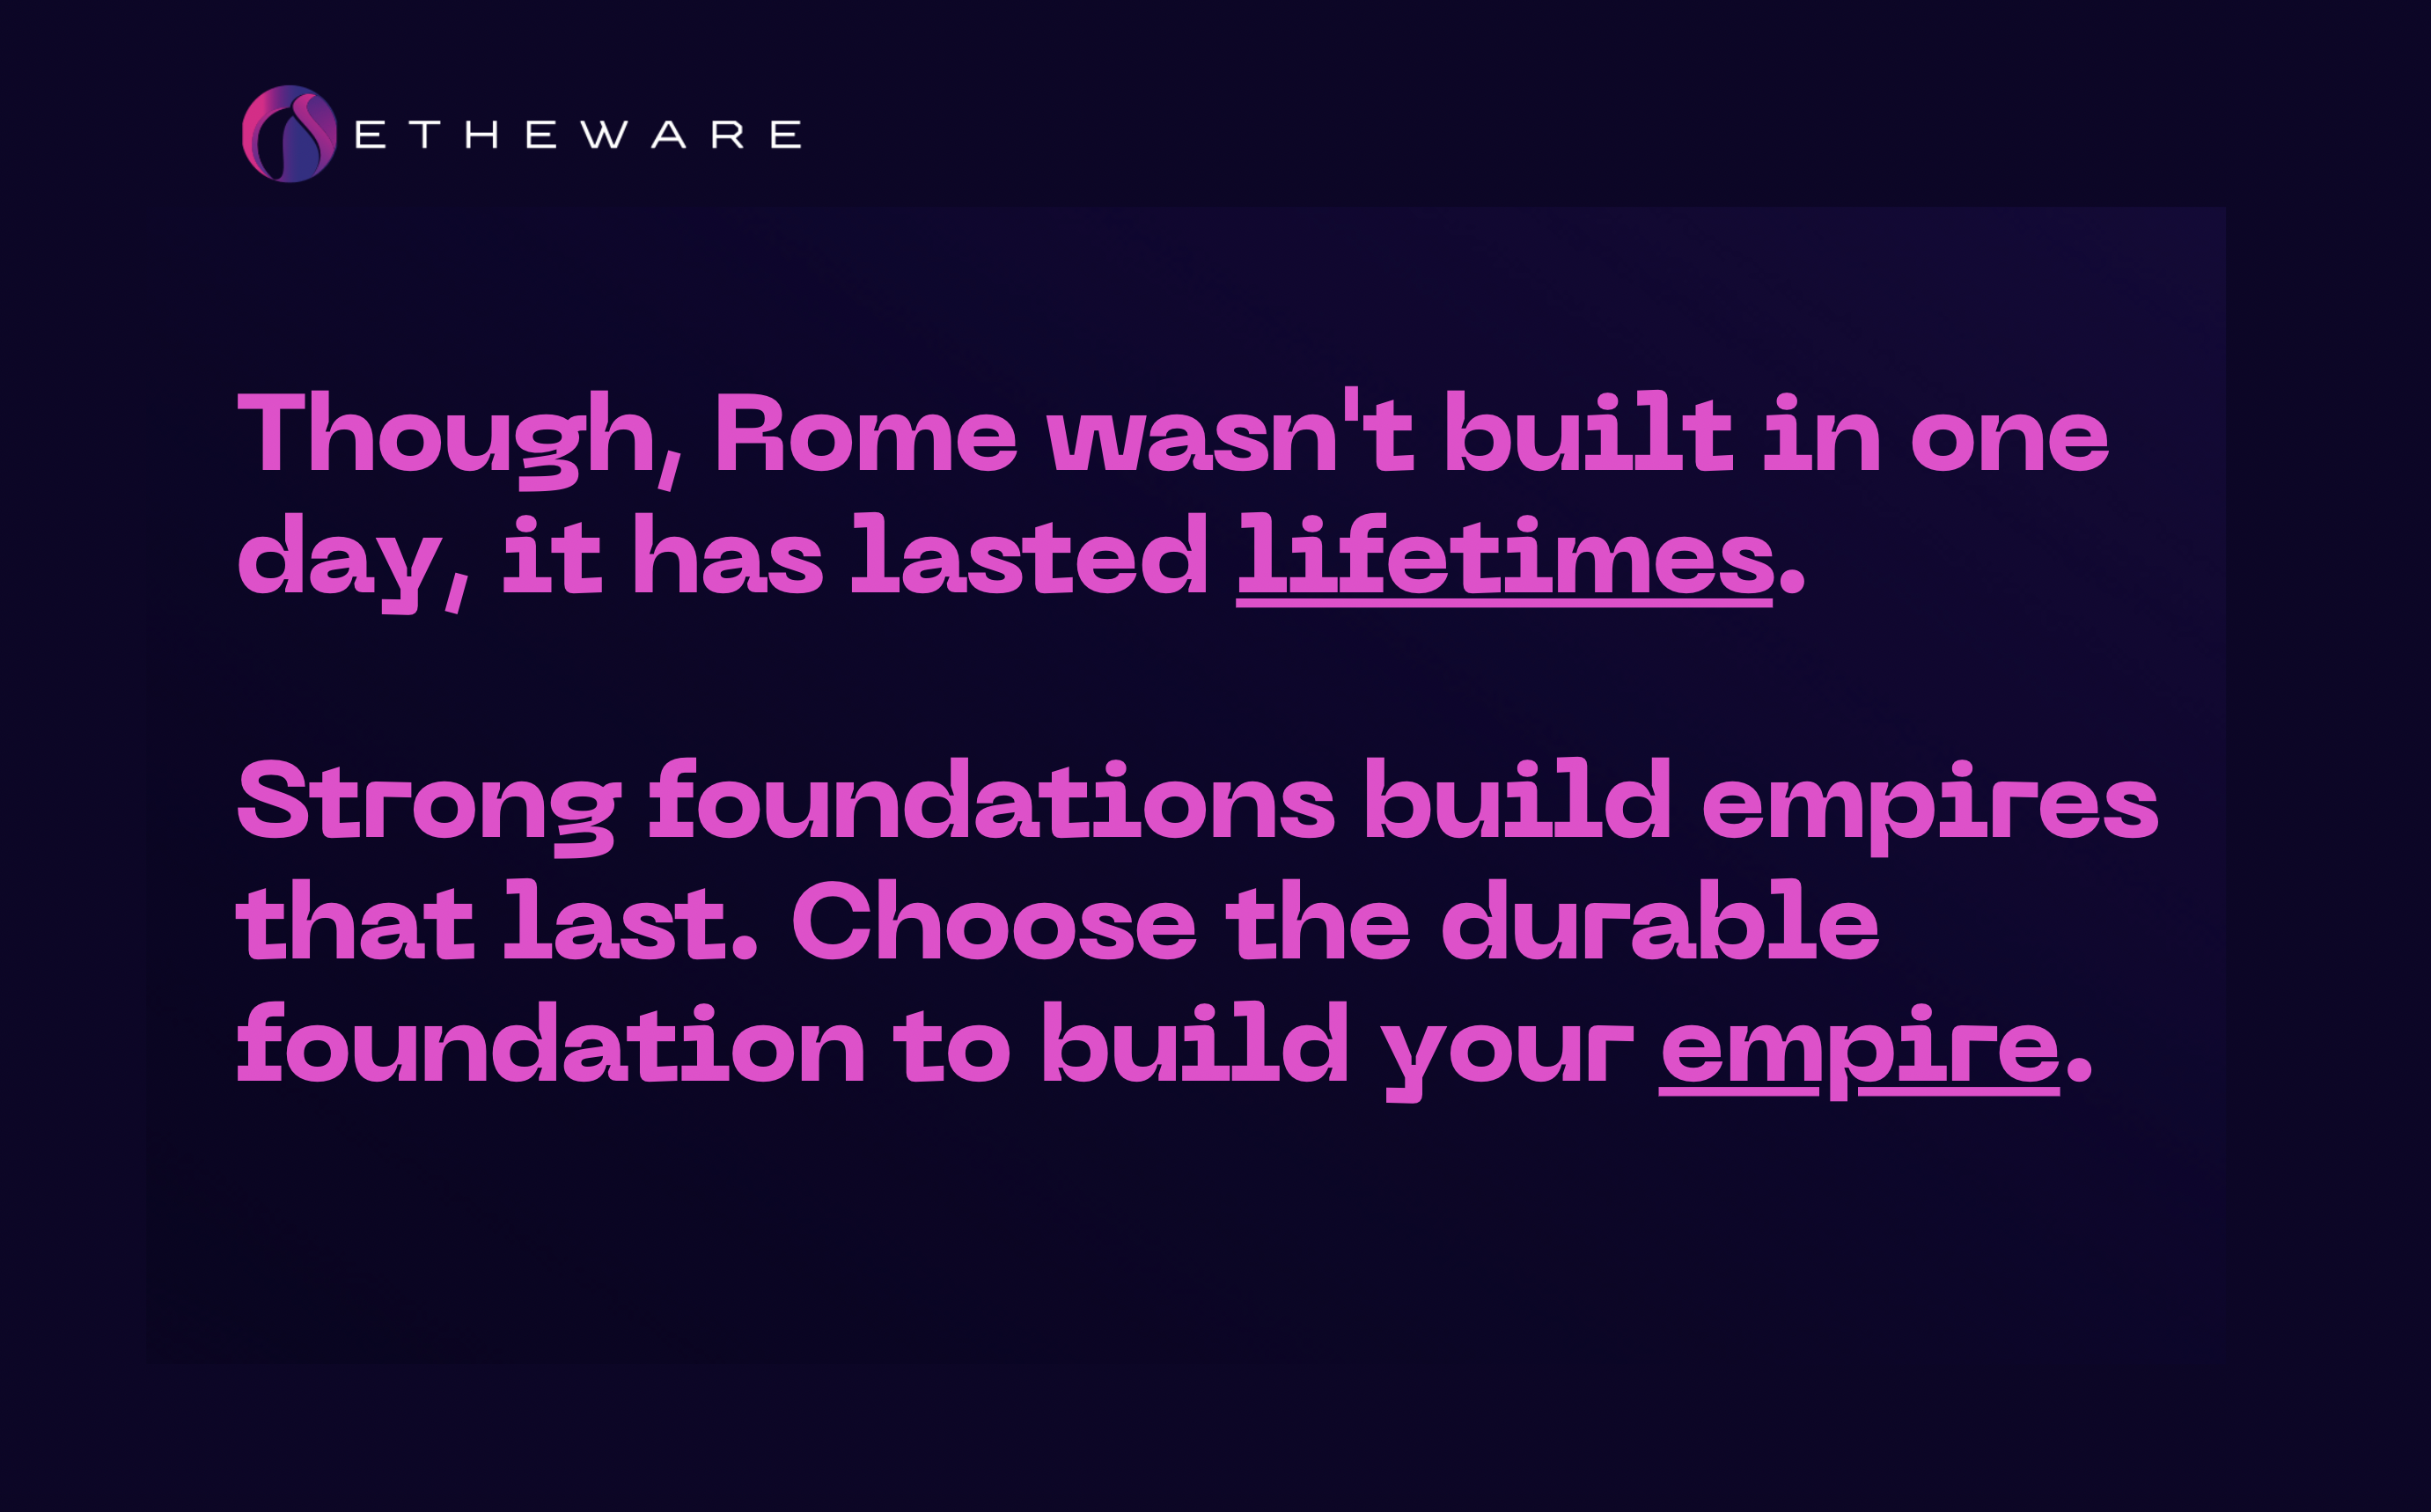 ETHEWARE
Though, Rome wasn't built in one
day, it has lasted lifetimes.
Strong foundations build empires
that last. Choose the durable
foundation to build your empire.